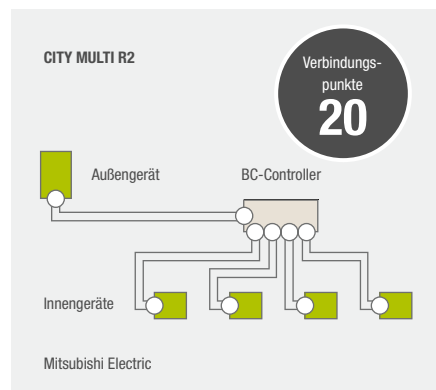 CITY MULTI R2
Verbindungs-
punkte
20
Außengerät
BC-Controller
Innengeräte
Mitsubishi Electric